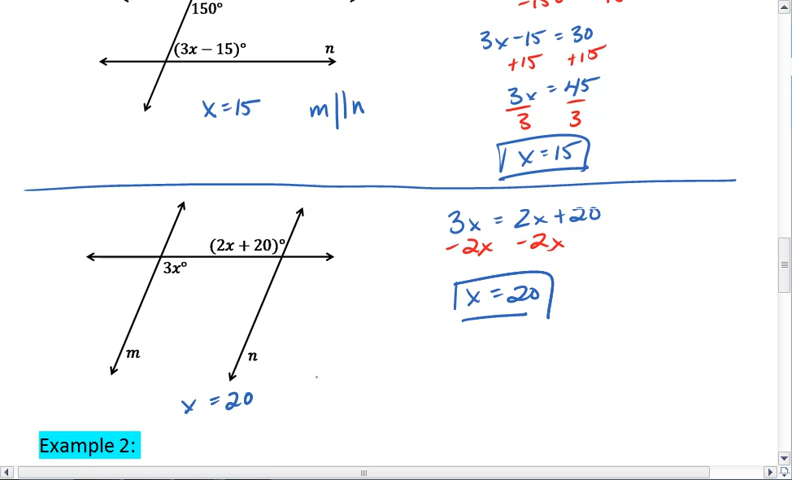 150°
(3x – 15)°
n
x = 15
m||n
3x - 15 = 30
+15 +15
3x = 45
3 3
x = 15
3x = 2x + 20
-2x -2x
x = 20
(2x + 20)°
3x°
m
n
x = 20
Example 2: